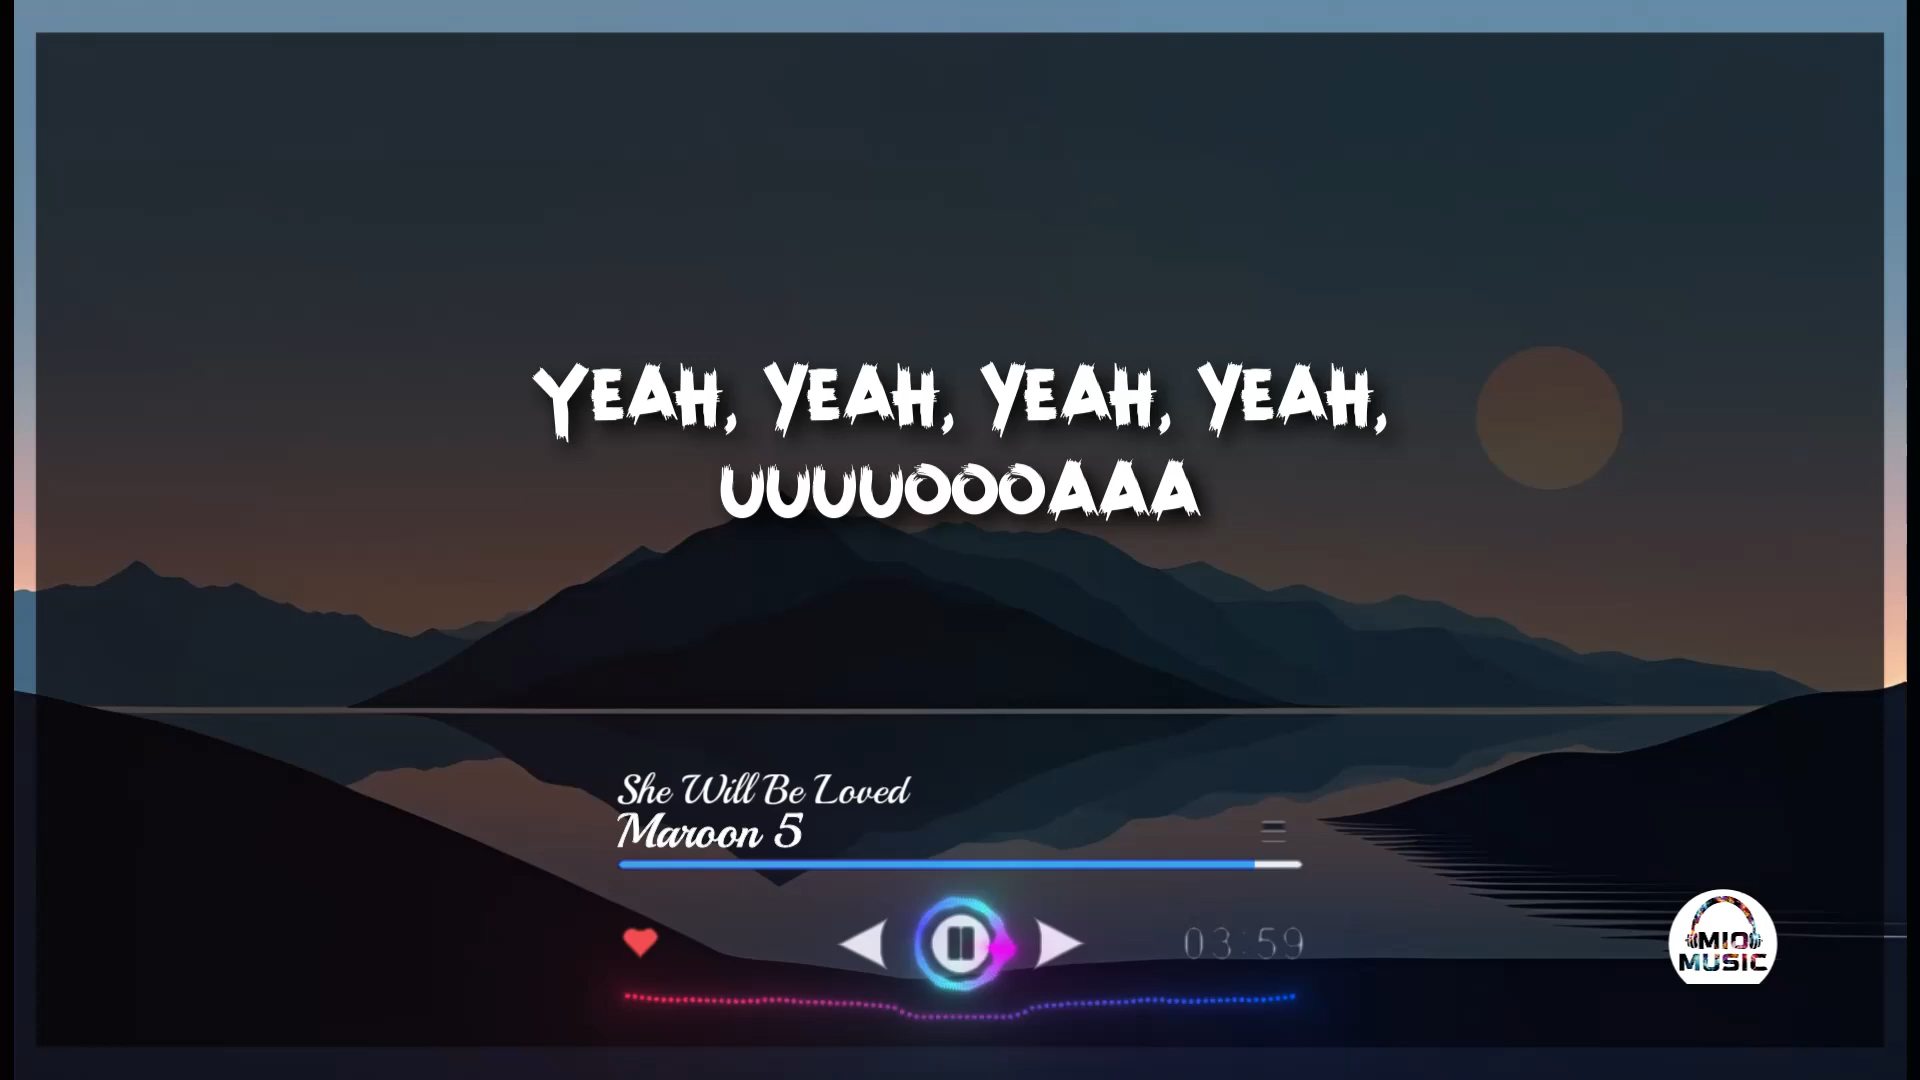 Yeah, yeah, yeah, yeah,
uuuuoooaaa
She Will Be Loved
Maroon 5
03:59
MIO
MUSIC